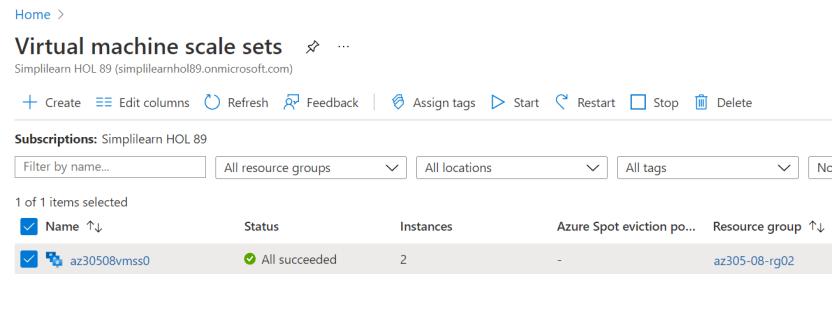 Home >
Virtual machine scale sets ...
Simplilearn HOL 89 (simplilearnhol89.onmicrosoft.com)
+ Create Edit columns Refresh Feedback Assign tags Start Restart Stop Delete
Subscriptions: Simplilearn HOL 89
Filter by name... All resource groups All locations All tags No
1 of 1 items selected
Name ↑↓ Status Instances Azure Spot eviction po... Resource group ↑↓
az30508vmss0 All succeeded 2 - az305-08-rg02